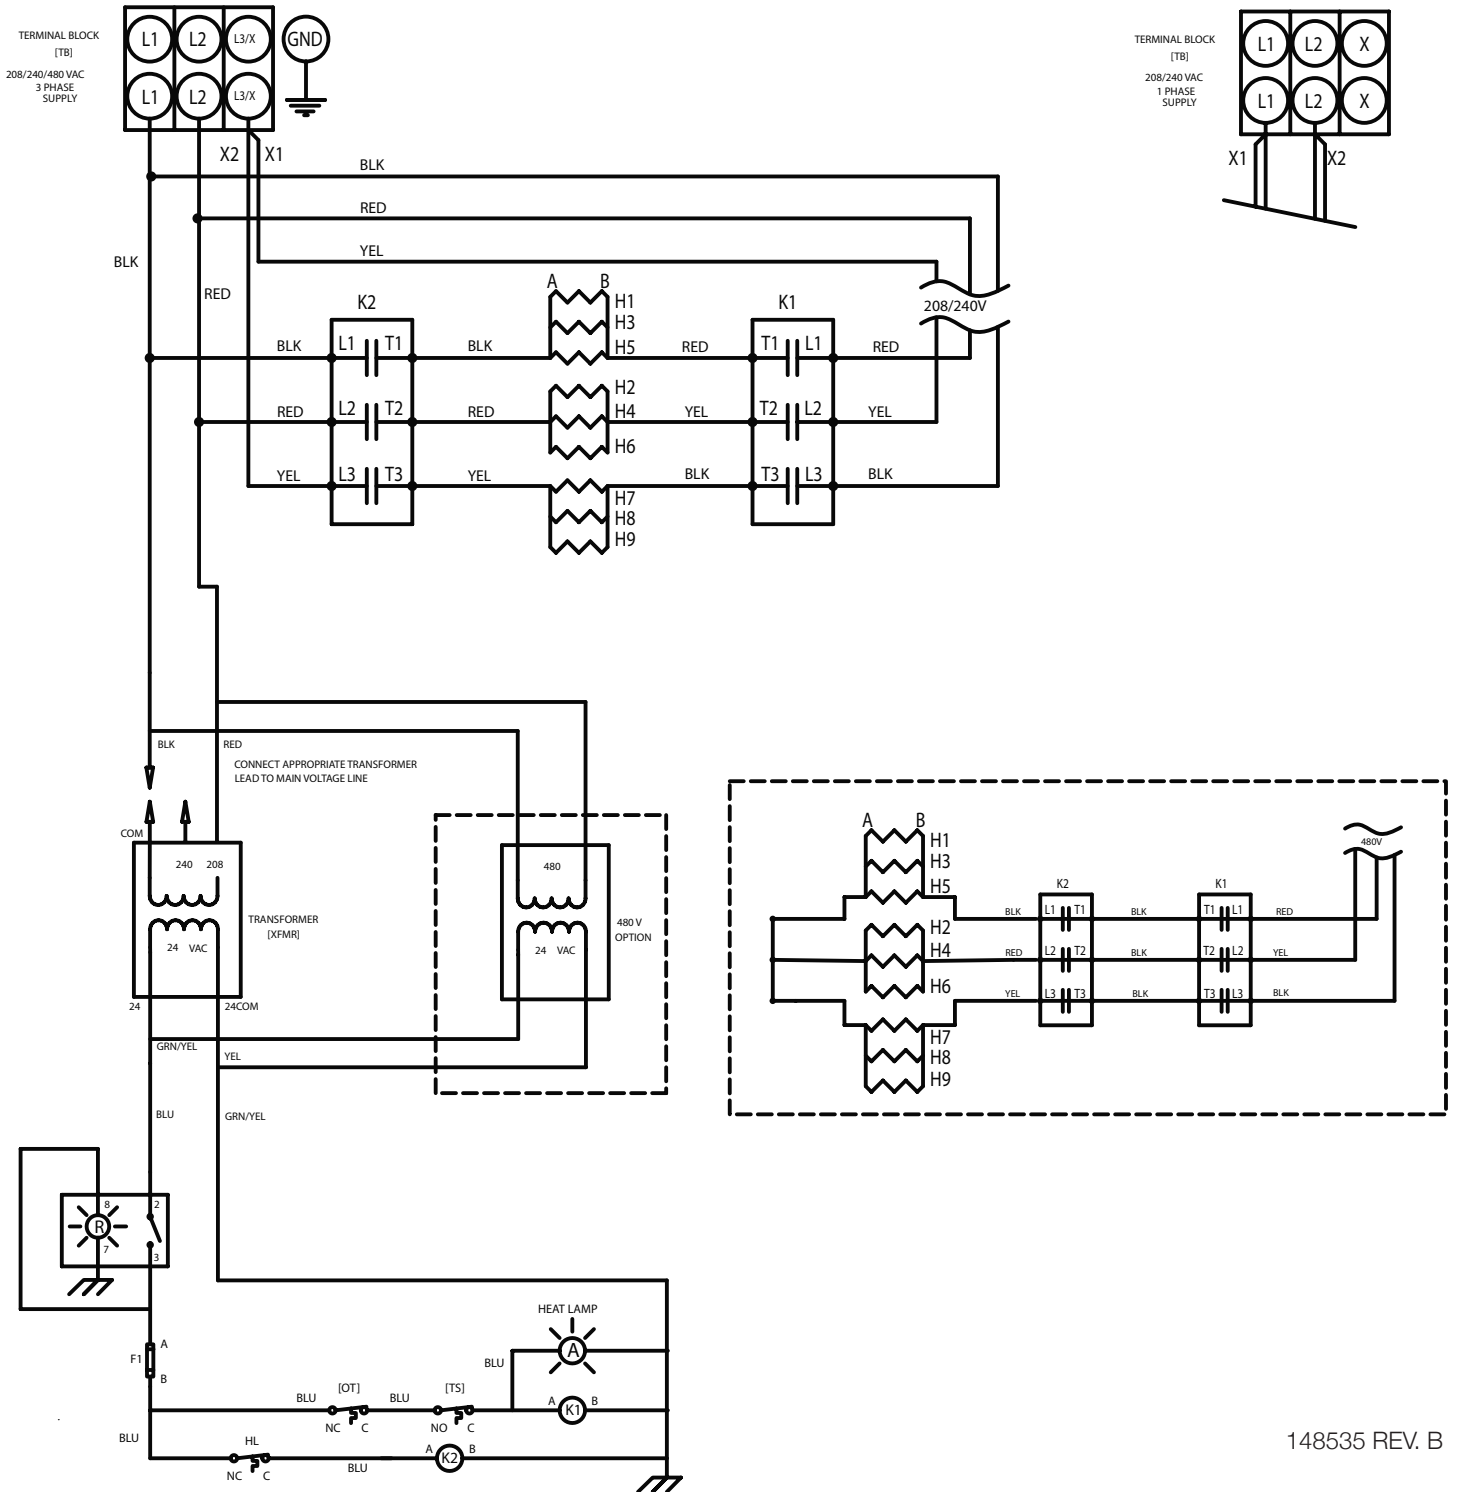 TERMINAL BLOCK
[TB]
208/240/480 VAC
3 PHASE
SUPPLY
L1 L2 L3/X GND
L1 L2 L3/X
X2 X1
TERMINAL BLOCK
[TB]
208/240 VAC
1 PHASE
SUPPLY
L1 L2 X
L1 L2 X
X1 X2
BLK
RED
YEL
BLK
RED
208/240V
K2
A B
K1
H1
H3
BLK L1 T1 BLK H5 RED T1 L1 RED
H2
RED L2 T2 RED H4 YEL T2 L2 YEL
H6
YEL L3 T3 YEL BLK T3 L3 BLK
H7
H8
H9
BLK RED
CONNECT APPROPRIATE TRANSFORMER
LEAD TO MAIN VOLTAGE LINE
COM
240 208
TRANSFORMER
[XFMR]
24 VAC
24 24COM
480
480 V
OPTION
24 VAC
GRN/YEL
YEL
BLU GRN/YEL
A B
H1
H3
H5
480V
K2 K1
BLK L1 T1 BLK T1 L1 RED
H2
H4
RED L2 T2 BLK T2 L2 YEL
H6
YEL L3 T3 BLK T3 L3 BLK
H7
H8
H9
8 2
R
7 3
F1 A
B
HEAT LAMP
A
BLU
BLU [OT] BLU [TS]
NC C NO C
A K1 B
BLU
HL
NC C
BLU
A K2 B
148535 REV. B